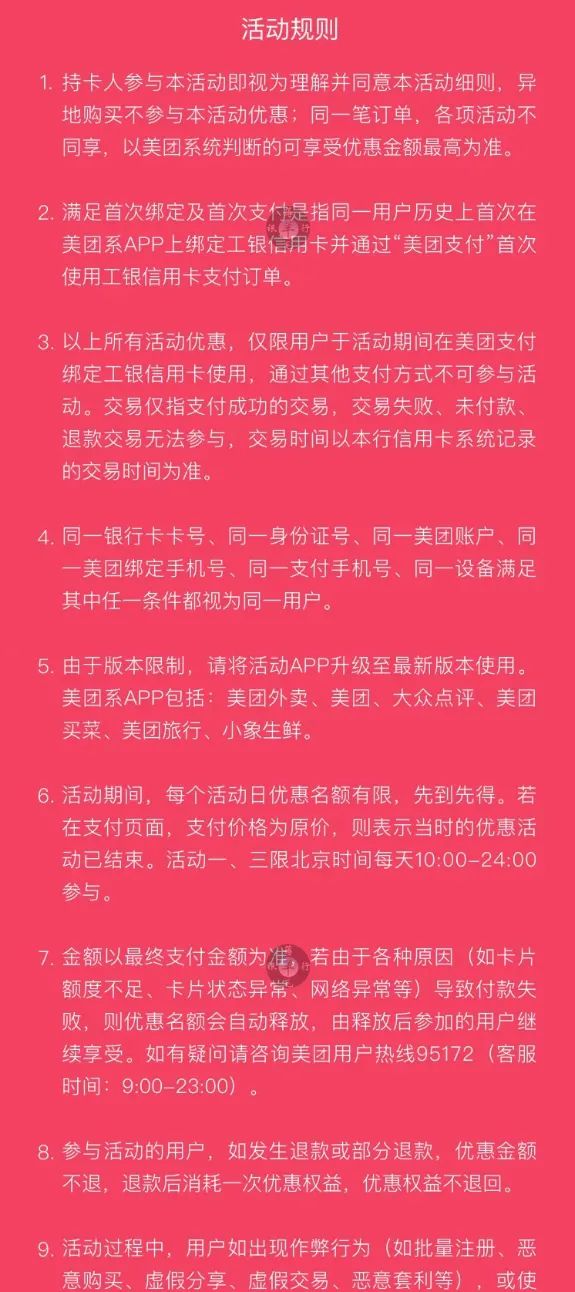 活动规则
1. 持卡人参与本活动即视为理解并同意本活动细则，异
地购买不参与本活动优惠；同一笔订单，各项活动不
同享，以美团系统判断的可享受优惠金额最高为准。
2. 满足首次绑定及首次支付是指同一用户历史上首次在
美团系APP上绑定工银信用卡并通过“美团支付”首次
使用工银信用卡支付订单。
3. 以上所有活动优惠，仅限用户于活动期间在美团支付
绑定工银信用卡使用，通过其他支付方式不可参与活
动。交易仅指支付成功的交易，交易失败、未付款、
退款交易无法参与，交易时间以本行信用卡系统记录
的交易时间为准。
4. 同一银行卡卡号、同一身份证号、同一美团账户、同
一美团绑定手机号、同一支付手机号、同一设备满足
其中任一条件都视为同一用户。
5. 由于版本限制，请将活动APP升级至最新版本使用。
美团系APP包括：美团外卖、美团、大众点评、美团
买菜、美团旅行、小象生鲜。
6. 活动期间，每个活动日优惠名额有限，先到先得。若
在支付页面，支付价格为原价，则表示当时的优惠活
动已结束。活动一、三限北京时间每天10:00-24:00
参与。
7. 金额以最终支付金额为准。若由于各种原因（如卡片
额度不足、卡片状态异常、网络异常等）导致付款失
败，则优惠名额会自动释放，由释放后参加的用户继
续享受。如有疑问请咨询美团用户热线95172（客服
时间：9:00-23:00）。
8. 参与活动的用户，如发生退款或部分退款，优惠金额
不退，退款后消耗一次优惠权益，优惠权益不退回。
9. 活动过程中，用户如出现作弊行为（如批量注册、恶
意购买、虚假分享、虚假交易、恶意套利等），或使